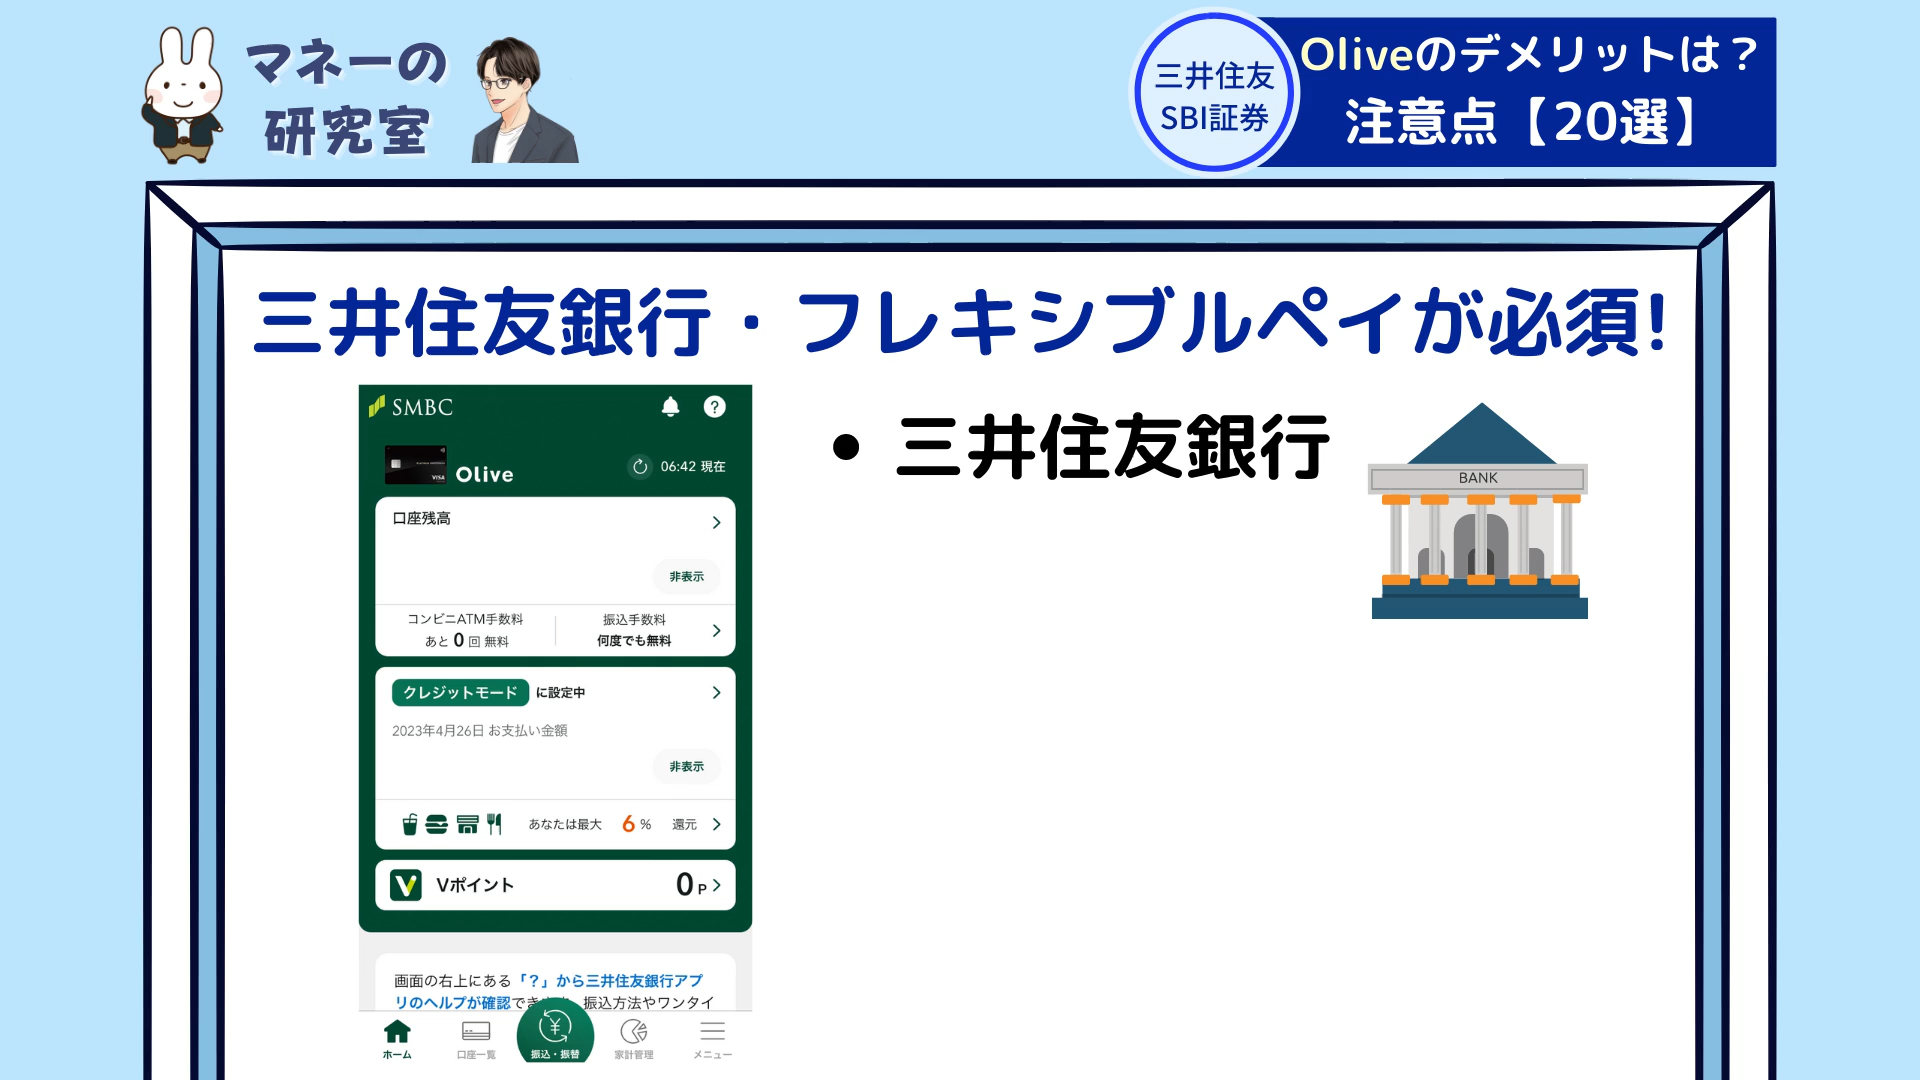 マネーの
研究室
三井住友
SBI証券
Oliveのデメリットは？
注意点【20選】
三井住友銀行・フレキシブルペイが必須！
SMBC
?
VISA
Olive
06:42 現在
口座残高
非表示
コンビニATM手数料
あと 0 回 無料
振込手数料
何度でも無料
クレジットモード に設定中
2023年4月26日 お支払い金額
非表示
あなたは最大 6 % 還元
V Vポイント 0 P
画面の右上にある「？」から三井住友銀行アプ
リのヘルプが確認でき 振込方法やワンタイ
ホーム
口座一覧
振込・振替
家計管理
メニュー
• 三井住友銀行
BANK